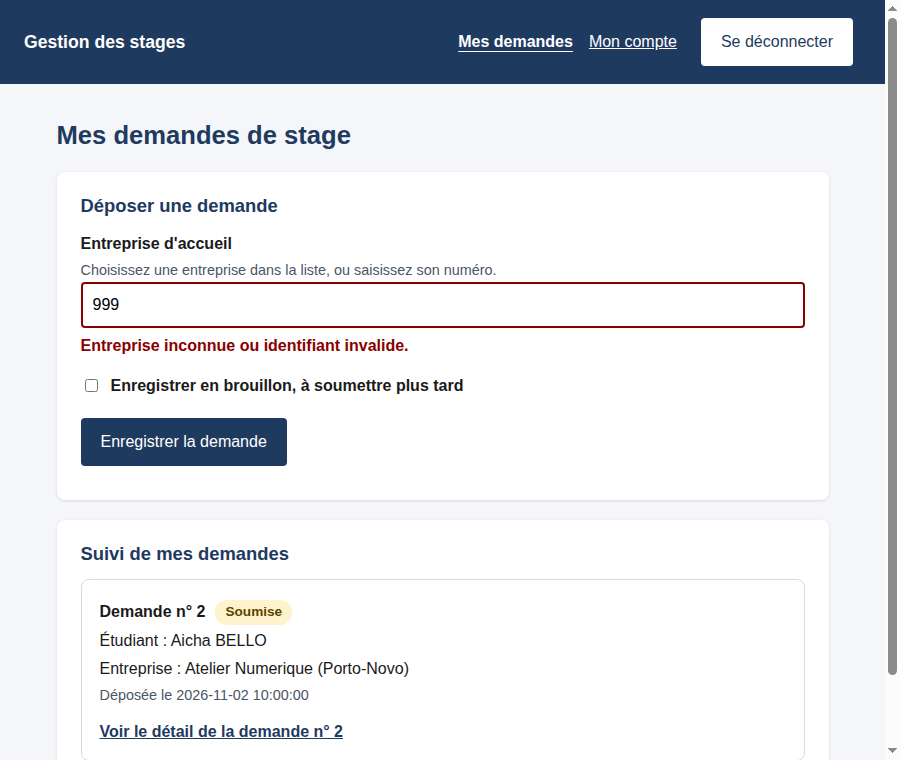 Gestion des stages
Mes demandes
Mon compte
Se déconnecter
Mes demandes de stage
Déposer une demande
Entreprise d'accueil
Choisissez une entreprise dans la liste, ou saisissez son numéro.
999
Entreprise inconnue ou identifiant invalide.
Enregistrer en brouillon, à soumettre plus tard
Enregistrer la demande
Suivi de mes demandes
Demande n° 2 Soumise
Étudiant : Aicha BELLO
Entreprise : Atelier Numerique (Porto-Novo)
Déposée le 2026-11-02 10:00:00
Voir le détail de la demande n° 2